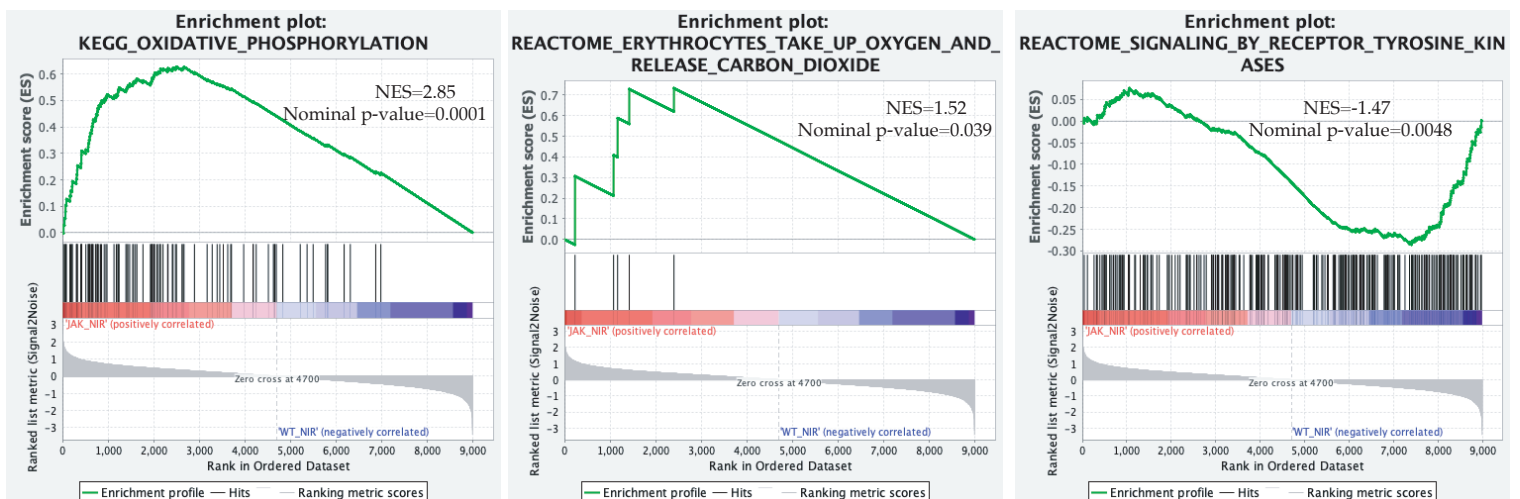 Enrichment plot:
KEGG_OXIDATIVE_PHOSPHORYLATION
Enrichment score (ES)
0.6
0.5
0.4
0.3
0.2
0.1
0.0
NES=2.85
Nominal p-value=0.0001
'JAK_NIR' (positively correlated)
Ranked list metric (Signal2Noise)
3
2
1
0
-1
-2
-3
Zero cross at 4700
'WT_NIR' (negatively correlated)
0 1,000 2,000 3,000 4,000 5,000 6,000 7,000 8,000 9,000
Rank in Ordered Dataset
Enrichment profile Hits Ranking metric scores
Enrichment plot:
REACTOME_ERYTHROCYTES_TAKE_UP_OXYGEN_AND_
RELEASE_CARBON_DIOXIDE
Enrichment score (ES)
0.7
0.6
0.5
0.4
0.3
0.2
0.1
0.0
NES=1.52
Nominal p-value=0.039
'JAK_NIR' (positively correlated)
Ranked list metric (Signal2Noise)
3
2
1
0
-1
-2
-3
Zero cross at 4700
'WT_NIR' (negatively correlated)
0 1,000 2,000 3,000 4,000 5,000 6,000 7,000 8,000 9,000
Rank in Ordered Dataset
Enrichment profile Hits Ranking metric scores
Enrichment plot:
REACTOME_SIGNALING_BY_RECEPTOR_TYROSINE_KIN
ASES
Enrichment score (ES)
0.05
0.00
-0.05
-0.10
-0.15
-0.20
-0.25
-0.30
NES=-1.47
Nominal p-value=0.0048
'JAK_NIR' (positively correlated)
Ranked list metric (Signal2Noise)
3
2
1
0
-1
-2
-3
Zero cross at 4700
'WT_NIR' (negatively correlated)
0 1,000 2,000 3,000 4,000 5,000 6,000 7,000 8,000 9,000
Rank in Ordered Dataset
Enrichment profile Hits Ranking metric scores